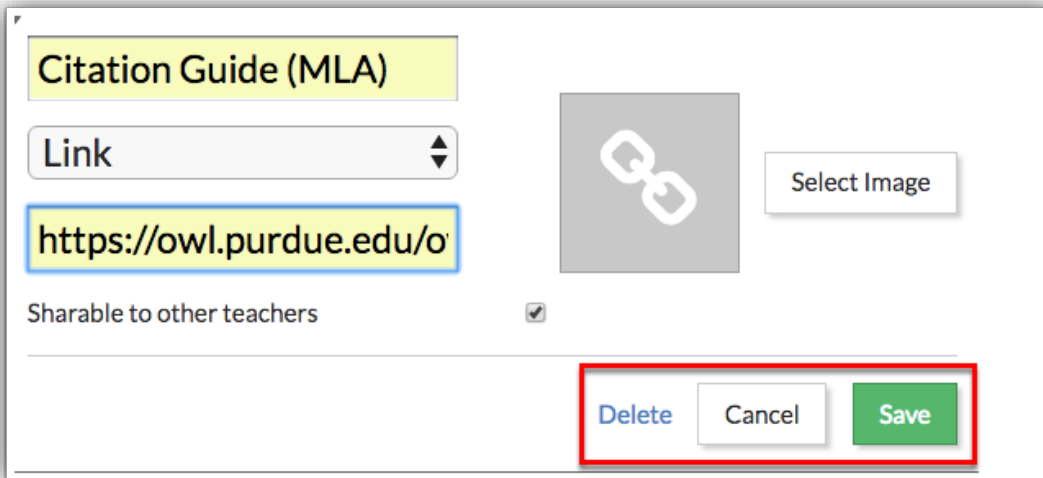 Citation Guide (MLA)
Link
https://owl.purdue.edu/o
Select Image
Sharable to other teachers
Delete
Cancel
Save